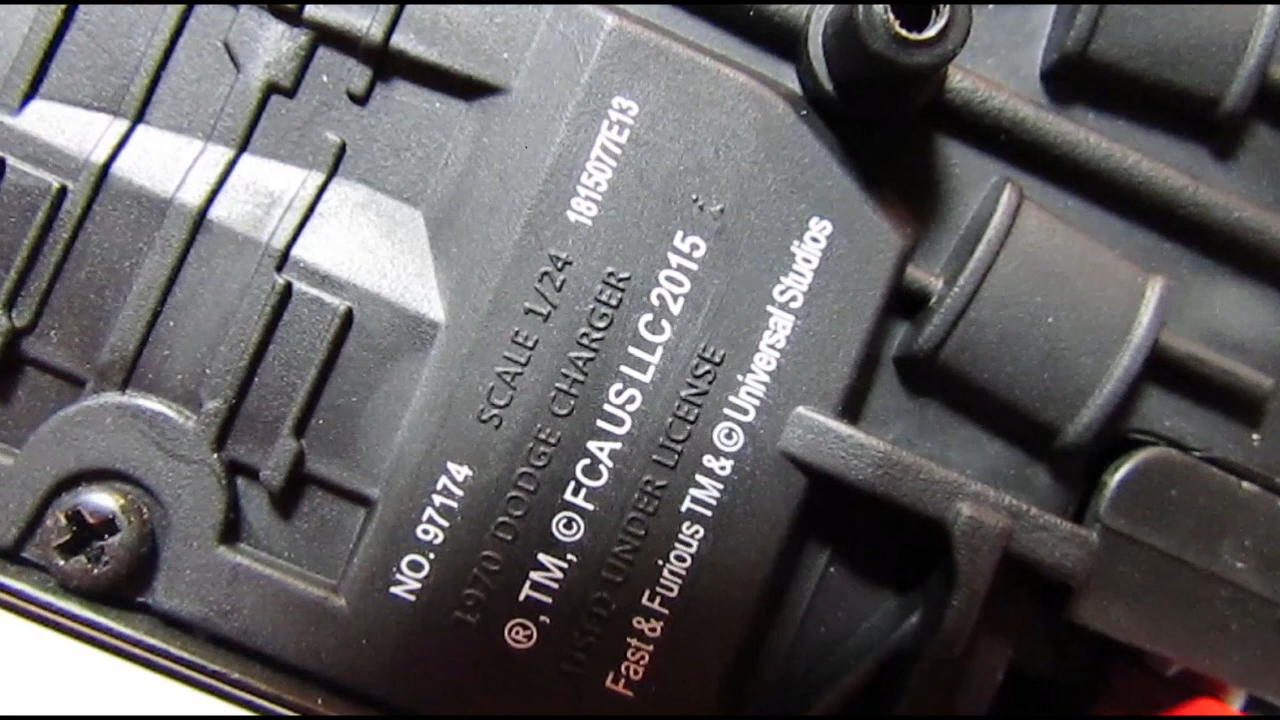 NO. 97174
SCALE 1/24 1815077E13
1970 DODGE CHARGER
®, TM, © FCA US LLC 2015
USED UNDER LICENSE
Fast & Furious TM & © Universal Studios